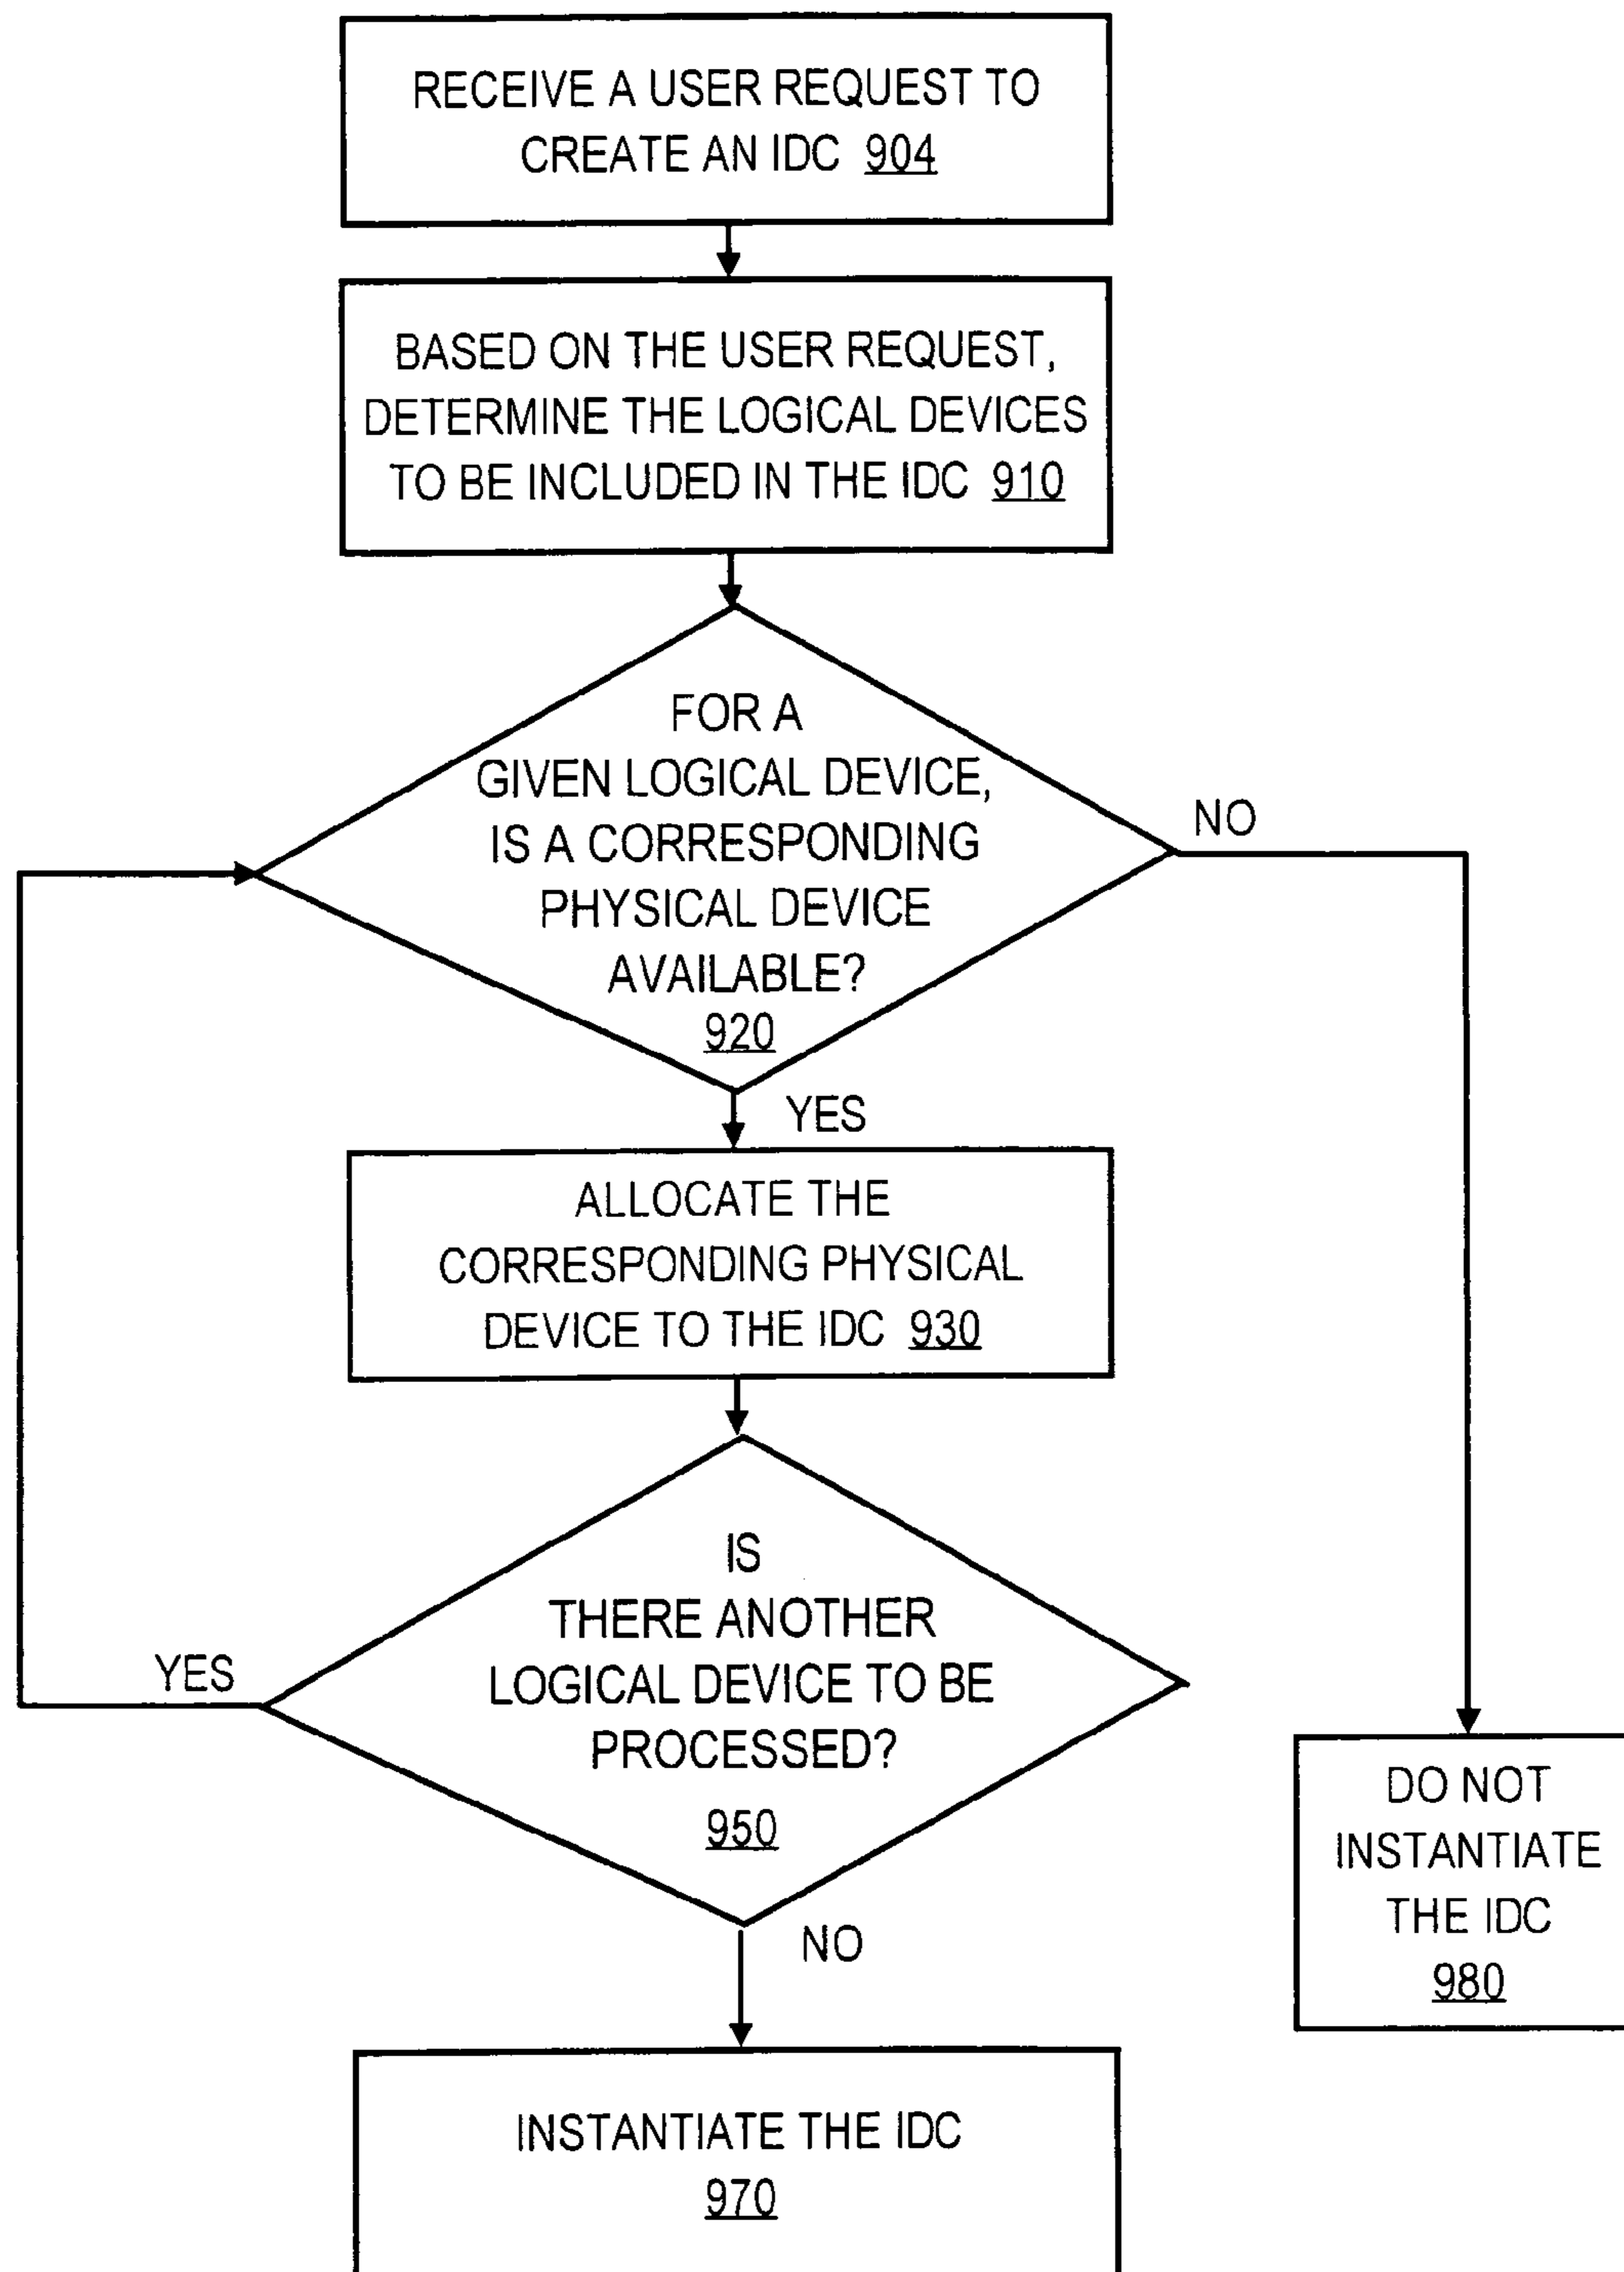 RECEIVE A USER REQUEST TO
CREATE AN IDC 904
BASED ON THE USER REQUEST,
DETERMINE THE LOGICAL DEVICES
TO BE INCLUDED IN THE IDC 910
FOR A
GIVEN LOGICAL DEVICE,
IS A CORRESPONDING
PHYSICAL DEVICE
AVAILABLE?
920
NO
YES
ALLOCATE THE
CORRESPONDING PHYSICAL
DEVICE TO THE IDC 930
IS
THERE ANOTHER
LOGICAL DEVICE TO BE
PROCESSED?
950
YES
NO
DO NOT
INSTANTIATE
THE IDC
980
INSTANTIATE THE IDC
970